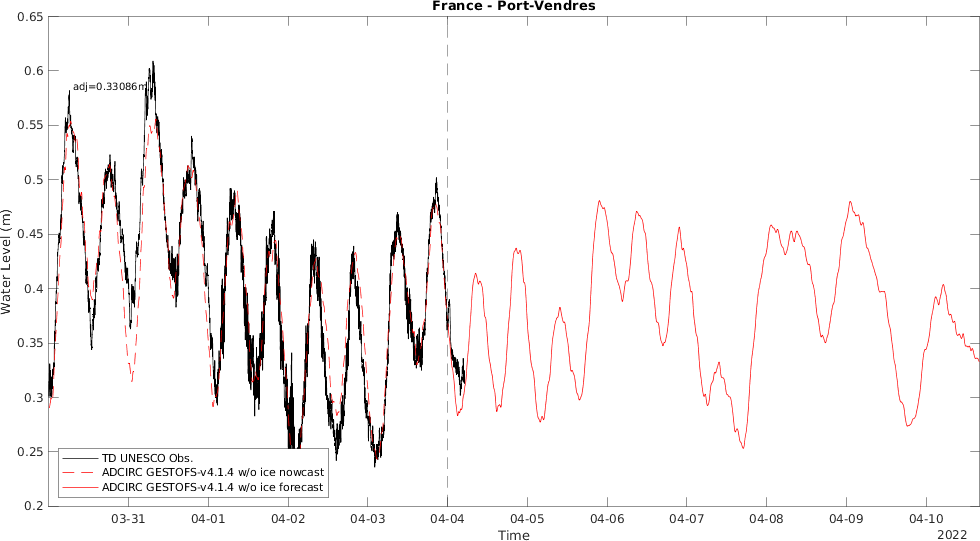 France - Port-Vendres
0.65
0.6
0.55
0.5
0.45
0.4
0.35
0.3
0.25
0.2
Water Level (m)
adj=0.33086m
TD UNESCO Obs.
ADCIRC GESTOFS-v4.1.4 w/o ice nowcast
ADCIRC GESTOFS-v4.1.4 w/o ice forecast
03-31 04-01 04-02 04-03 04-04 04-05 04-06 04-07 04-08 04-09 04-10
Time
2022